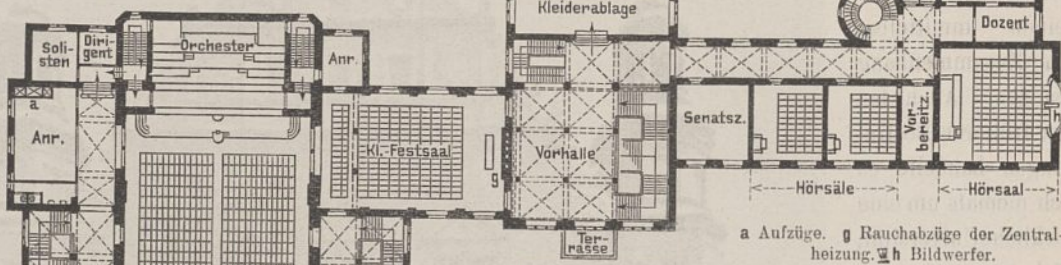 Kleiderablage
Soli-
sten
Diri-
gent
Orchester
Anr.
Dozent
a
Anr.
Kl.-Festsaal
g
Vorhalle
Senatsz.
Vor-
bereitz.
h
Hörsäle
Hörsaal
Ter-
rasse
a Aufzüge. g Rauchabzüge der Zentral-
heizung. h Bildwerfer.